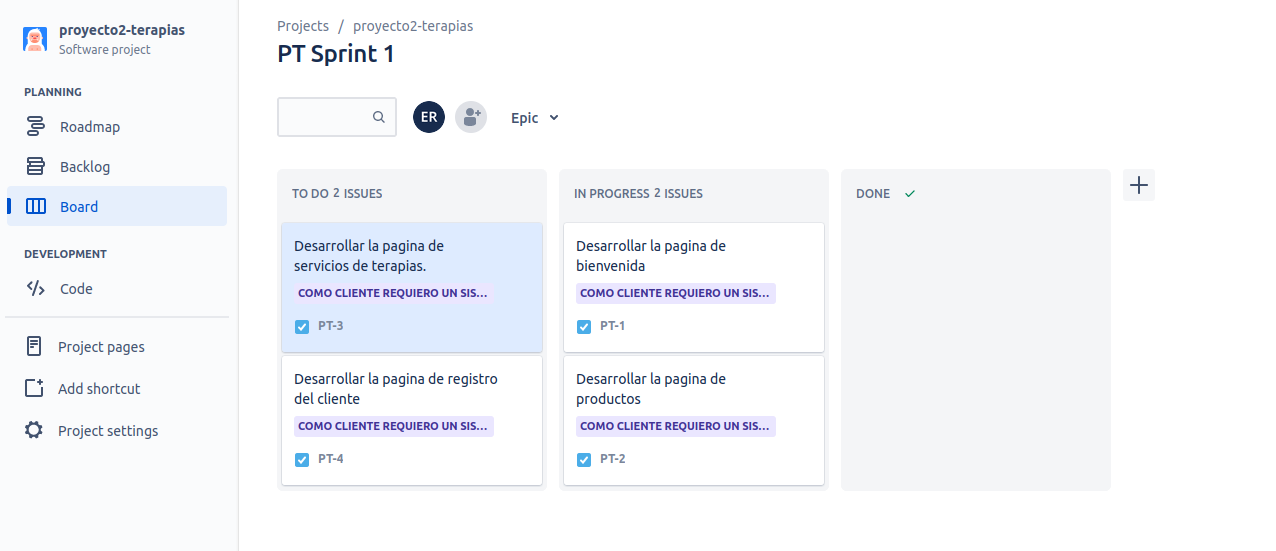 proyecto2-terapias
Software project
PLANNING
Roadmap
Backlog
Board
DEVELOPMENT
Code
Project pages
Add shortcut
Project settings
Projects / proyecto2-terapias
PT Sprint 1
ER
Epic
TO DO 2 ISSUES
Desarrollar la pagina de
servicios de terapias.
COMO CLIENTE REQUIERO UN SIS...
PT-3
Desarrollar la pagina de registro
del cliente
COMO CLIENTE REQUIERO UN SIS...
PT-4
IN PROGRESS 2 ISSUES
Desarrollar la pagina de
bienvenida
COMO CLIENTE REQUIERO UN SIS...
PT-1
Desarrollar la pagina de
productos
COMO CLIENTE REQUIERO UN SIS...
PT-2
DONE